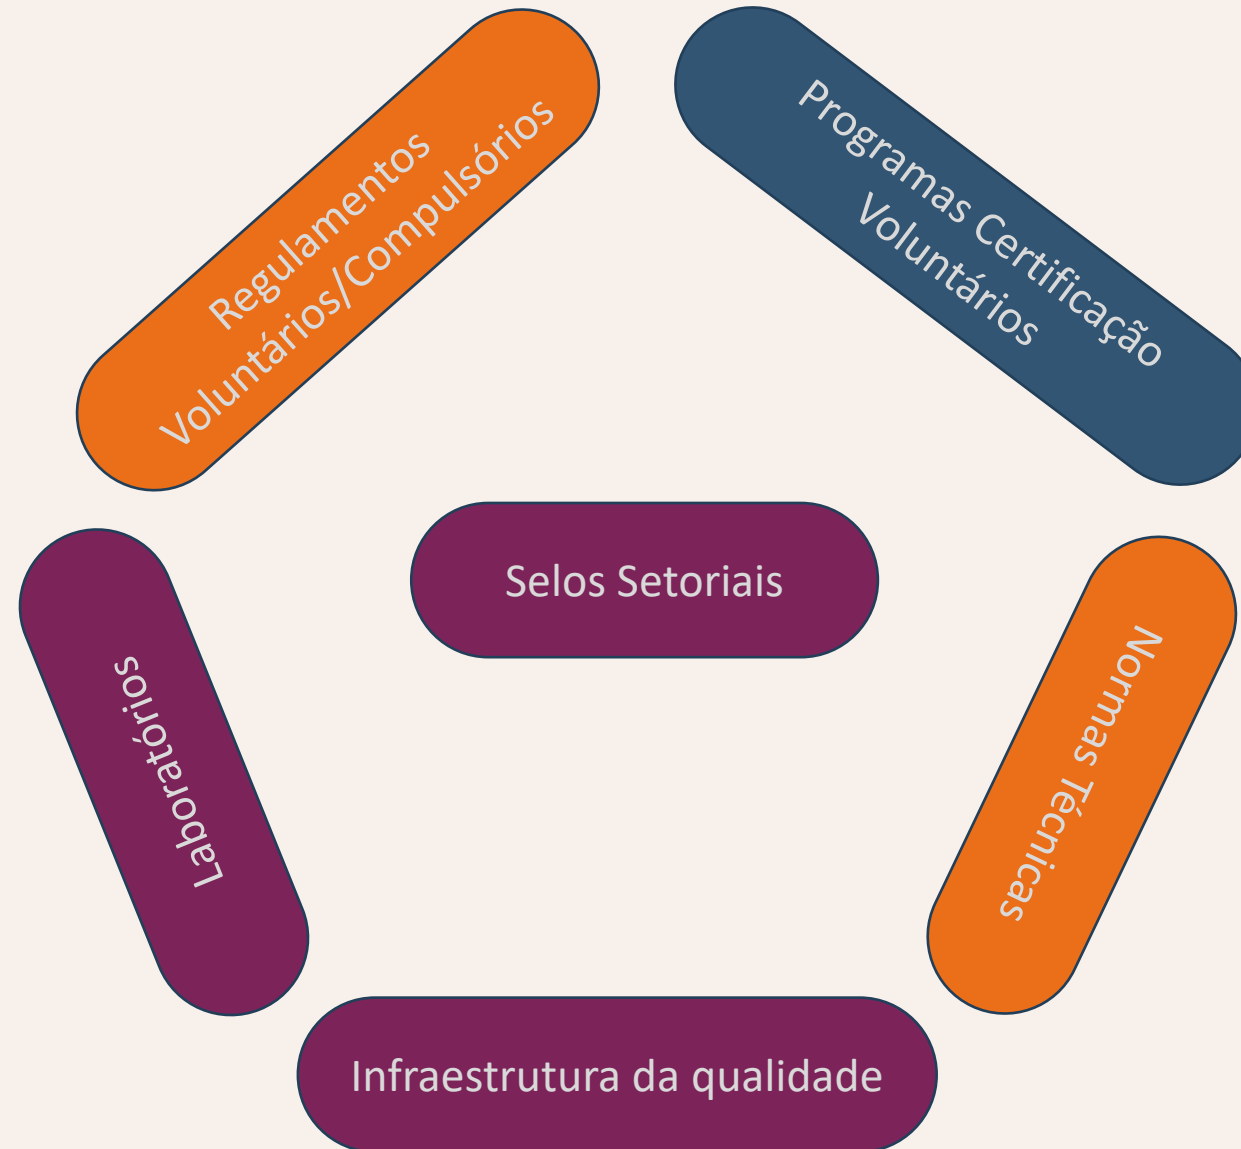 Regulamentos
Voluntários/Compulsórios
Programas Certificação
Voluntários
Selos Setoriais
Laboratórios
Normas Técnicas
Infraestrutura da qualidade